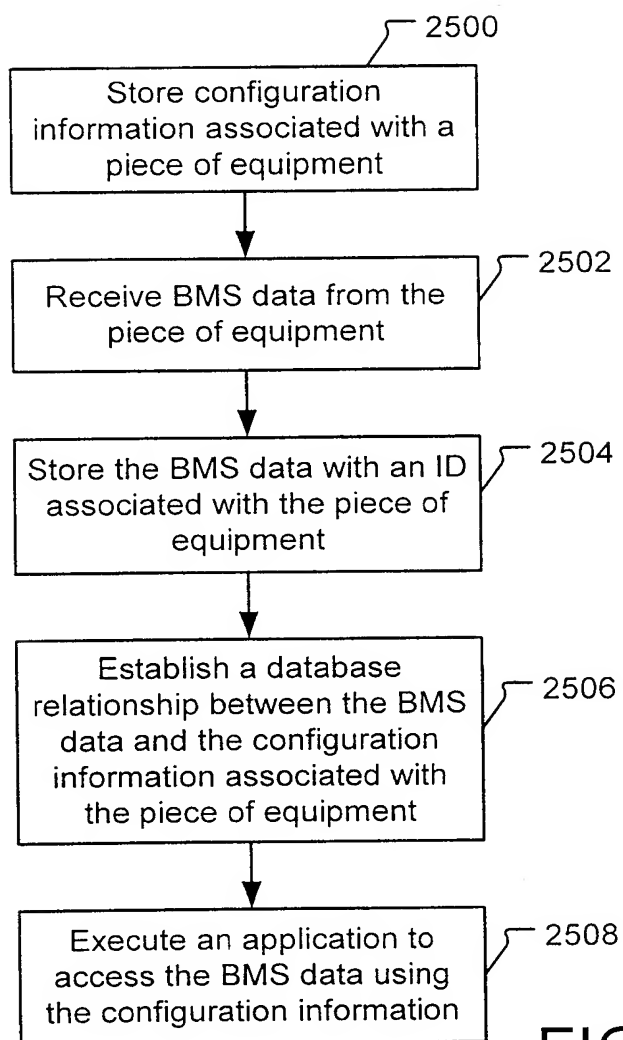 2500
Store configuration
information associated with a
piece of equipment
2502
Receive BMS data from the
piece of equipment
2504
Store the BMS data with an ID
associated with the piece of
equipment
2506
Establish a database
relationship between the BMS
data and the configuration
information associated with
the piece of equipment
2508
Execute an application to
access the BMS data using
the configuration information